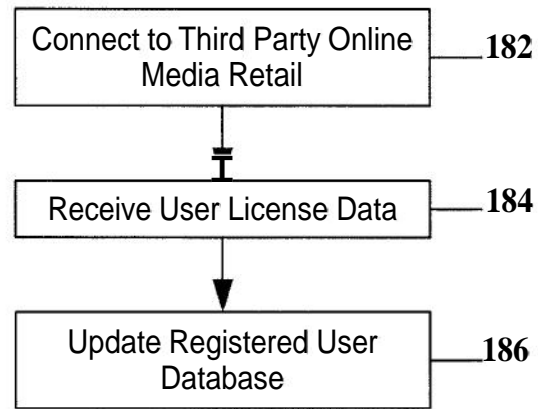 Connect to Third Party Online
Media Retail
182
Receive User License Data
184
Update Registered User
Database
186